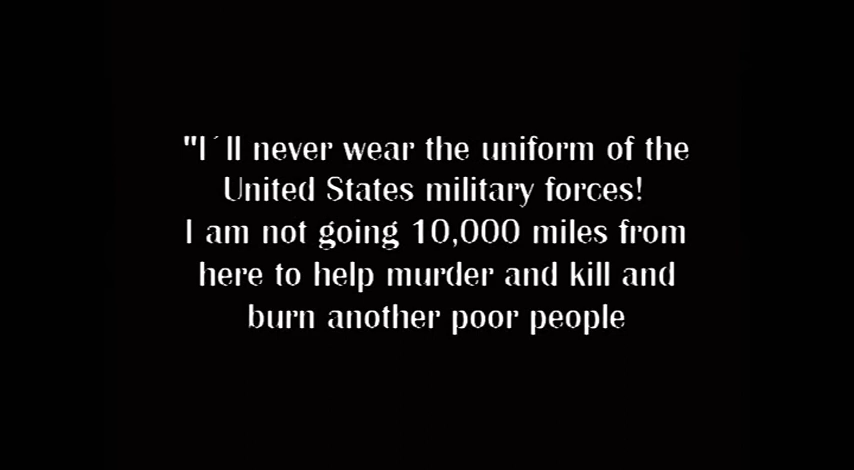 "I´ll never wear the uniform of the
United States military forces!
I am not going 10,000 miles from
here to help murder and kill and
burn another poor people